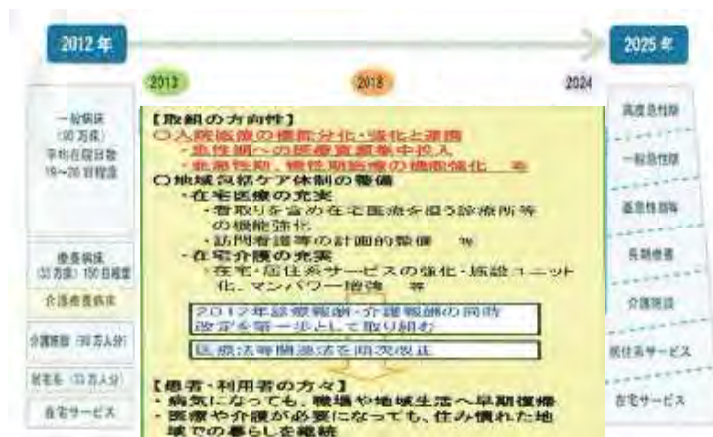 2012年
2025年
2013
2018
2024
一般病床
平均在院日数
19~20日程度
療養病床
介護療養病床
介護施設
居宅系
在宅サービス
【取組の方向性】
○入院医療の機能分化・強化と連携
・急性期への医療資源集中投入
・亜急性期、慢性期医療の機能強化 等
○地域包括ケア体制の整備
・在宅医療の充実
・看取りを含め在宅医療を担う診療所等
の機能強化
・訪問看護等の計画的整備 等
・在宅介護の充実
・在宅・居住系サービスの強化・施設ユニット
化、マンパワー増強 等
2012年診療報酬・介護報酬の同時
改定を第一歩として取り組む
医療法等関連法を順次改正
【患者・利用者の方々】
・病気になっても、職場や地域生活へ早期復帰
・医療や介護が必要になっても、住み慣れた地
域での暮らしを継続
高度急性期
一般急性期
亜急性期等
長期療養
介護施設
居住系サービス
在宅サービス